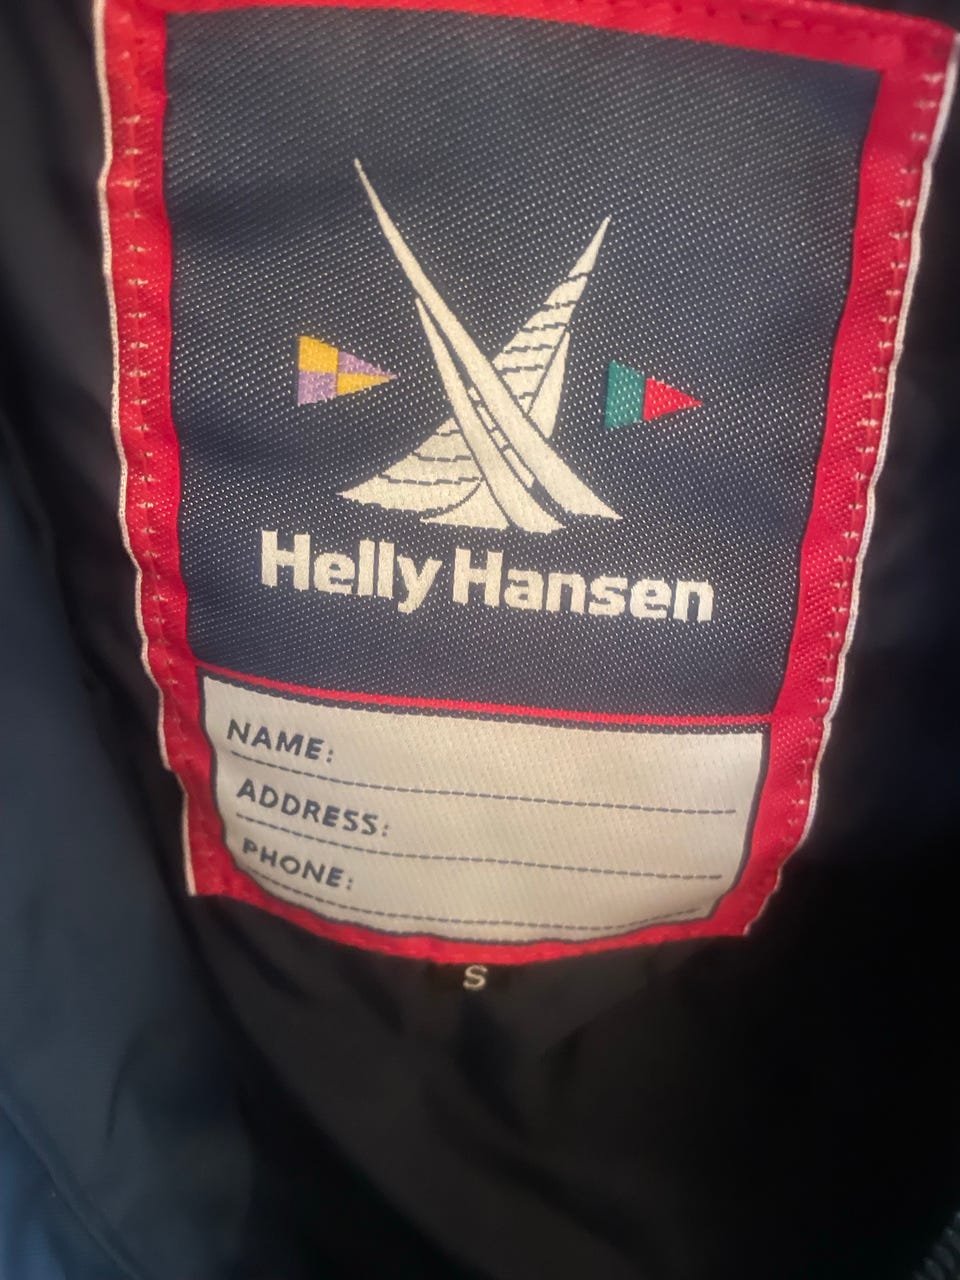 Helly Hansen
NAME:
ADDRESS:
PHONE:
S